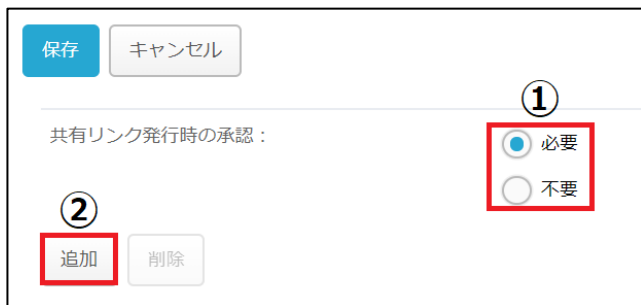 保存 キャンセル
①
共有リンク発行時の承認：
必要
不要
②
追加 削除